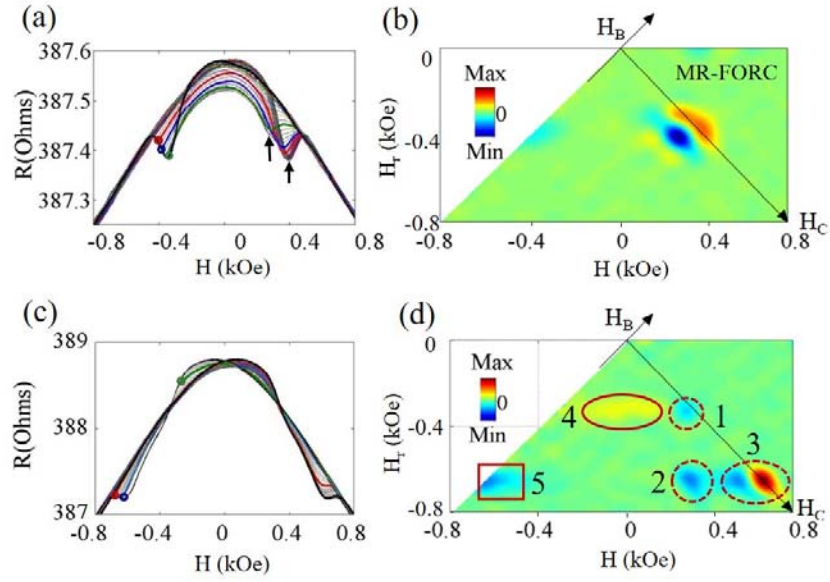 (a)
387.6
387.5
387.4
387.3
R(Ohms)
-0.8 -0.4 0 0.4 0.8
H (kOe)
(b)
H_B
0
-0.4
-0.8
H_r (kOe)
Max
0
Min
MR-FORC
-0.8 -0.4 0 0.4 0.8
H_C
H (kOe)
(c)
389
388
387
R(Ohms)
-0.8 -0.4 0 0.4 0.8
H (kOe)
(d)
H_B
0
-0.4
-0.8
H_r (kOe)
Max
0
Min
4
1
3
5
2
H_C
-0.8 -0.4 0 0.4 0.8
H (kOe)